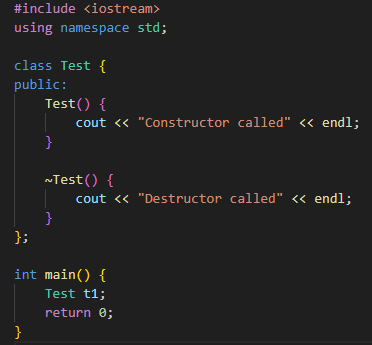 #include <iostream>
using namespace std;

class Test {
public:
    Test() {
        cout << "Constructor called" << endl;
    }

    ~Test() {
        cout << "Destructor called" << endl;
    }
};

int main() {
    Test t1;
    return 0;
}